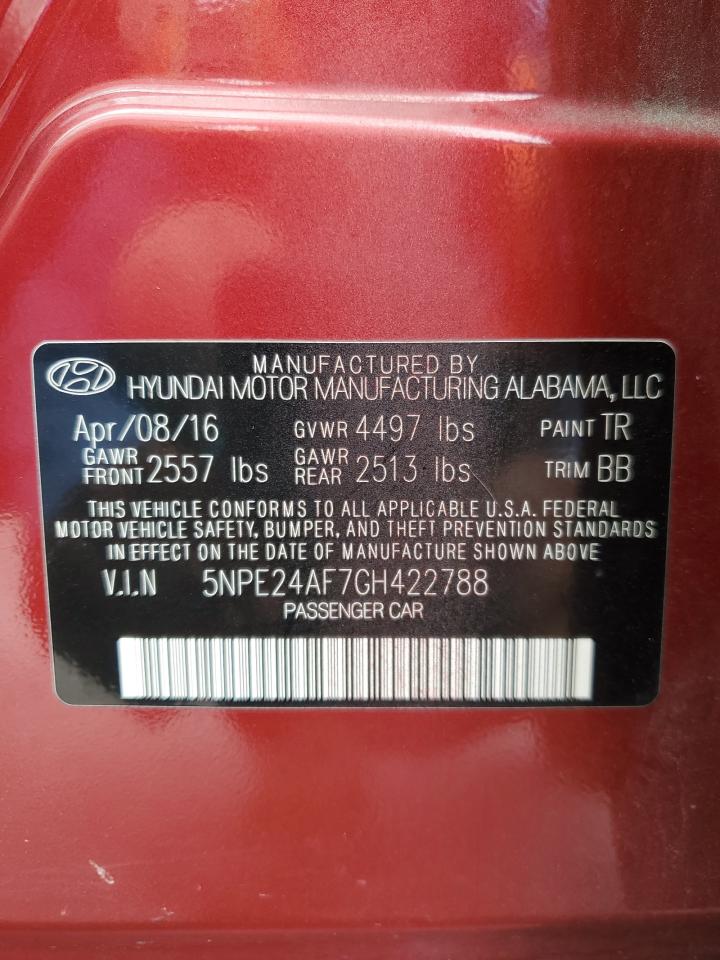 MANUFACTURED BY
HYUNDAI MOTOR MANUFACTURING ALABAMA, LLC
Apr/08/16 GVWR 4497 lbs PAINT TR
GAWR FRONT 2557 lbs GAWR REAR 2513 lbs TRIM BB
THIS VEHICLE CONFORMS TO ALL APPLICABLE U.S.A. FEDERAL
MOTOR VEHICLE SAFETY, BUMPER, AND THEFT PREVENTION STANDARDS
IN EFFECT ON THE DATE OF MANUFACTURE SHOWN ABOVE
V.I.N 5NPE24AF7GH422788
PASSENGER CAR